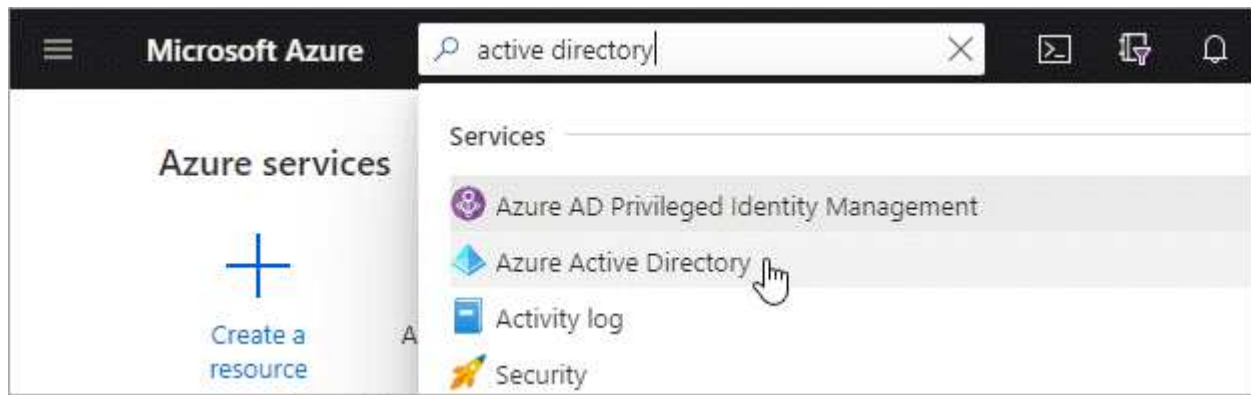 Microsoft Azure
active directory
Azure services
Services
Azure AD Privileged Identity Management
Azure Active Directory
Activity log
Security
Create a
resource
A